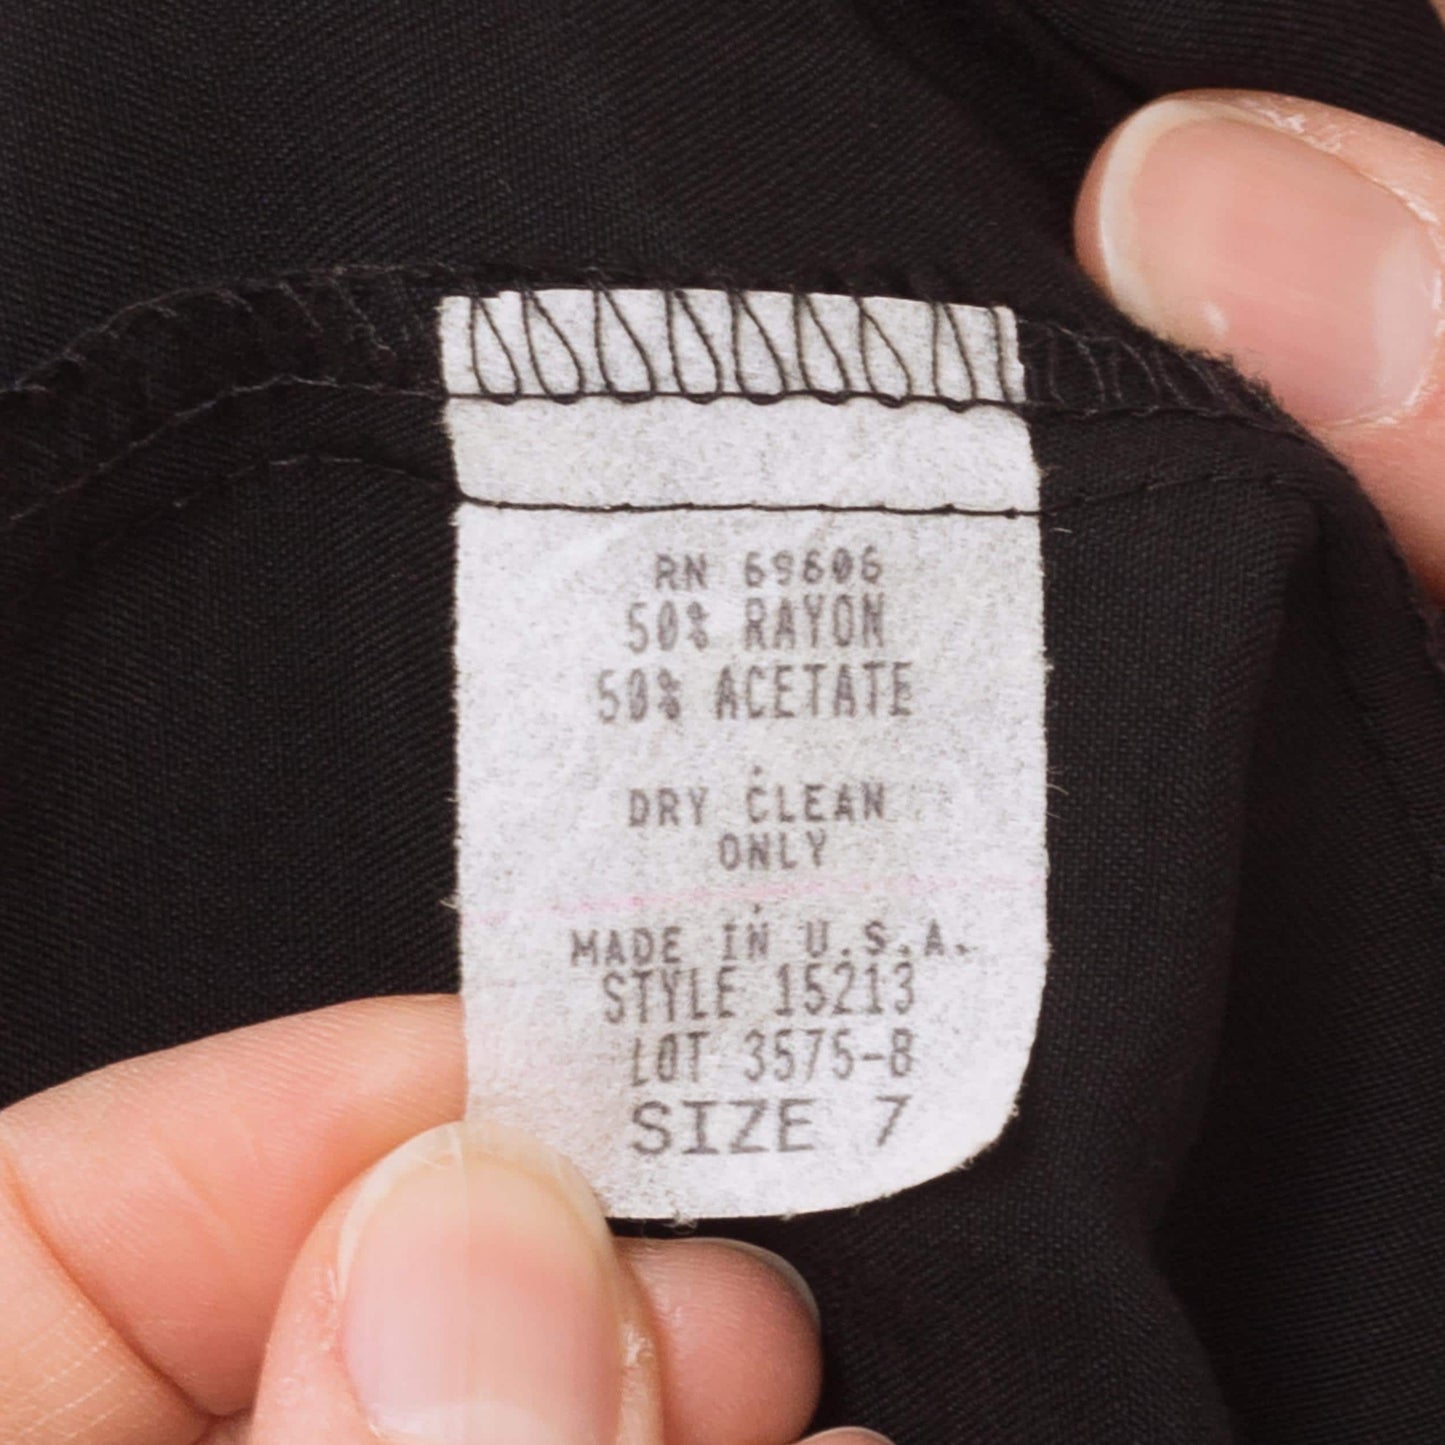 RN 69606
50% RAYON
50% ACETATE
DRY CLEAN
ONLY
MADE IN U.S.A.
STYLE 15213
LOT 3575-8
SIZE 7